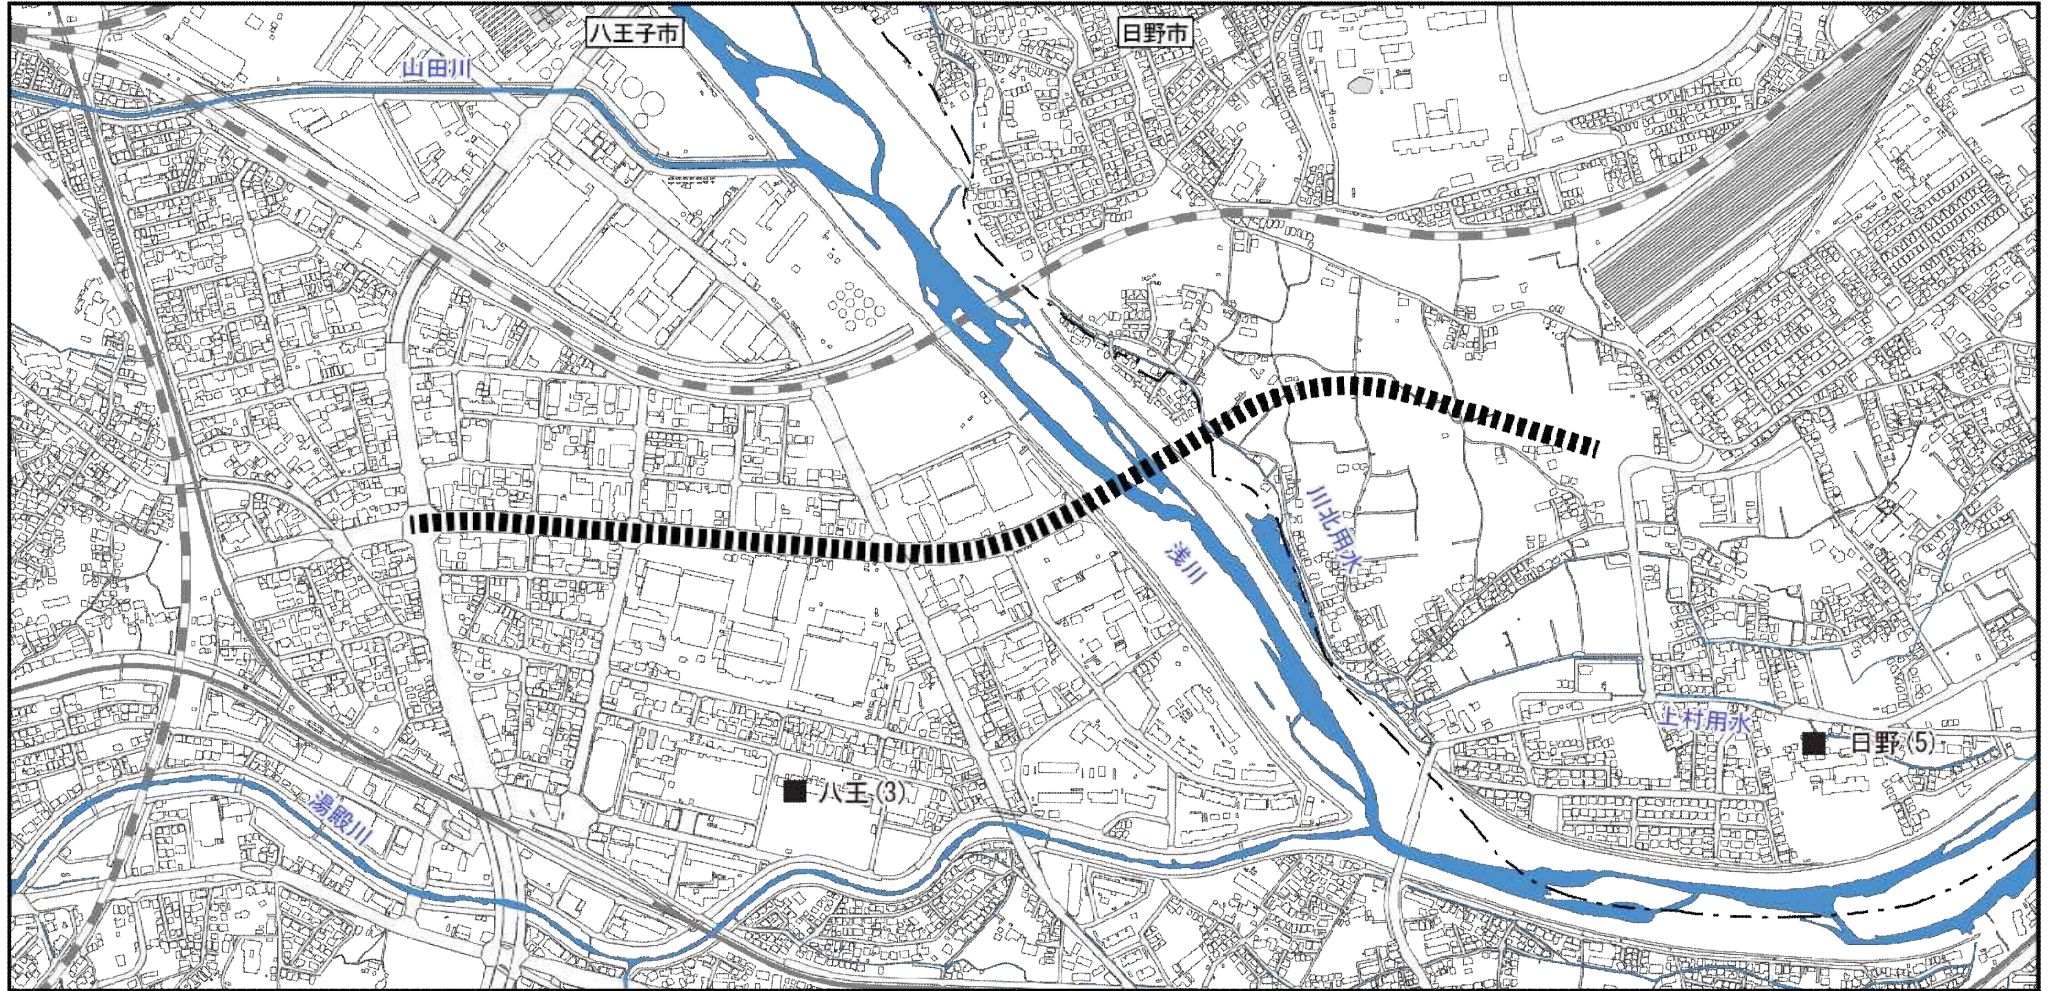 八王子市
日野市
山田川
川北用水
浅川
上村用水
日野(5)
八王(3)
湯殿川